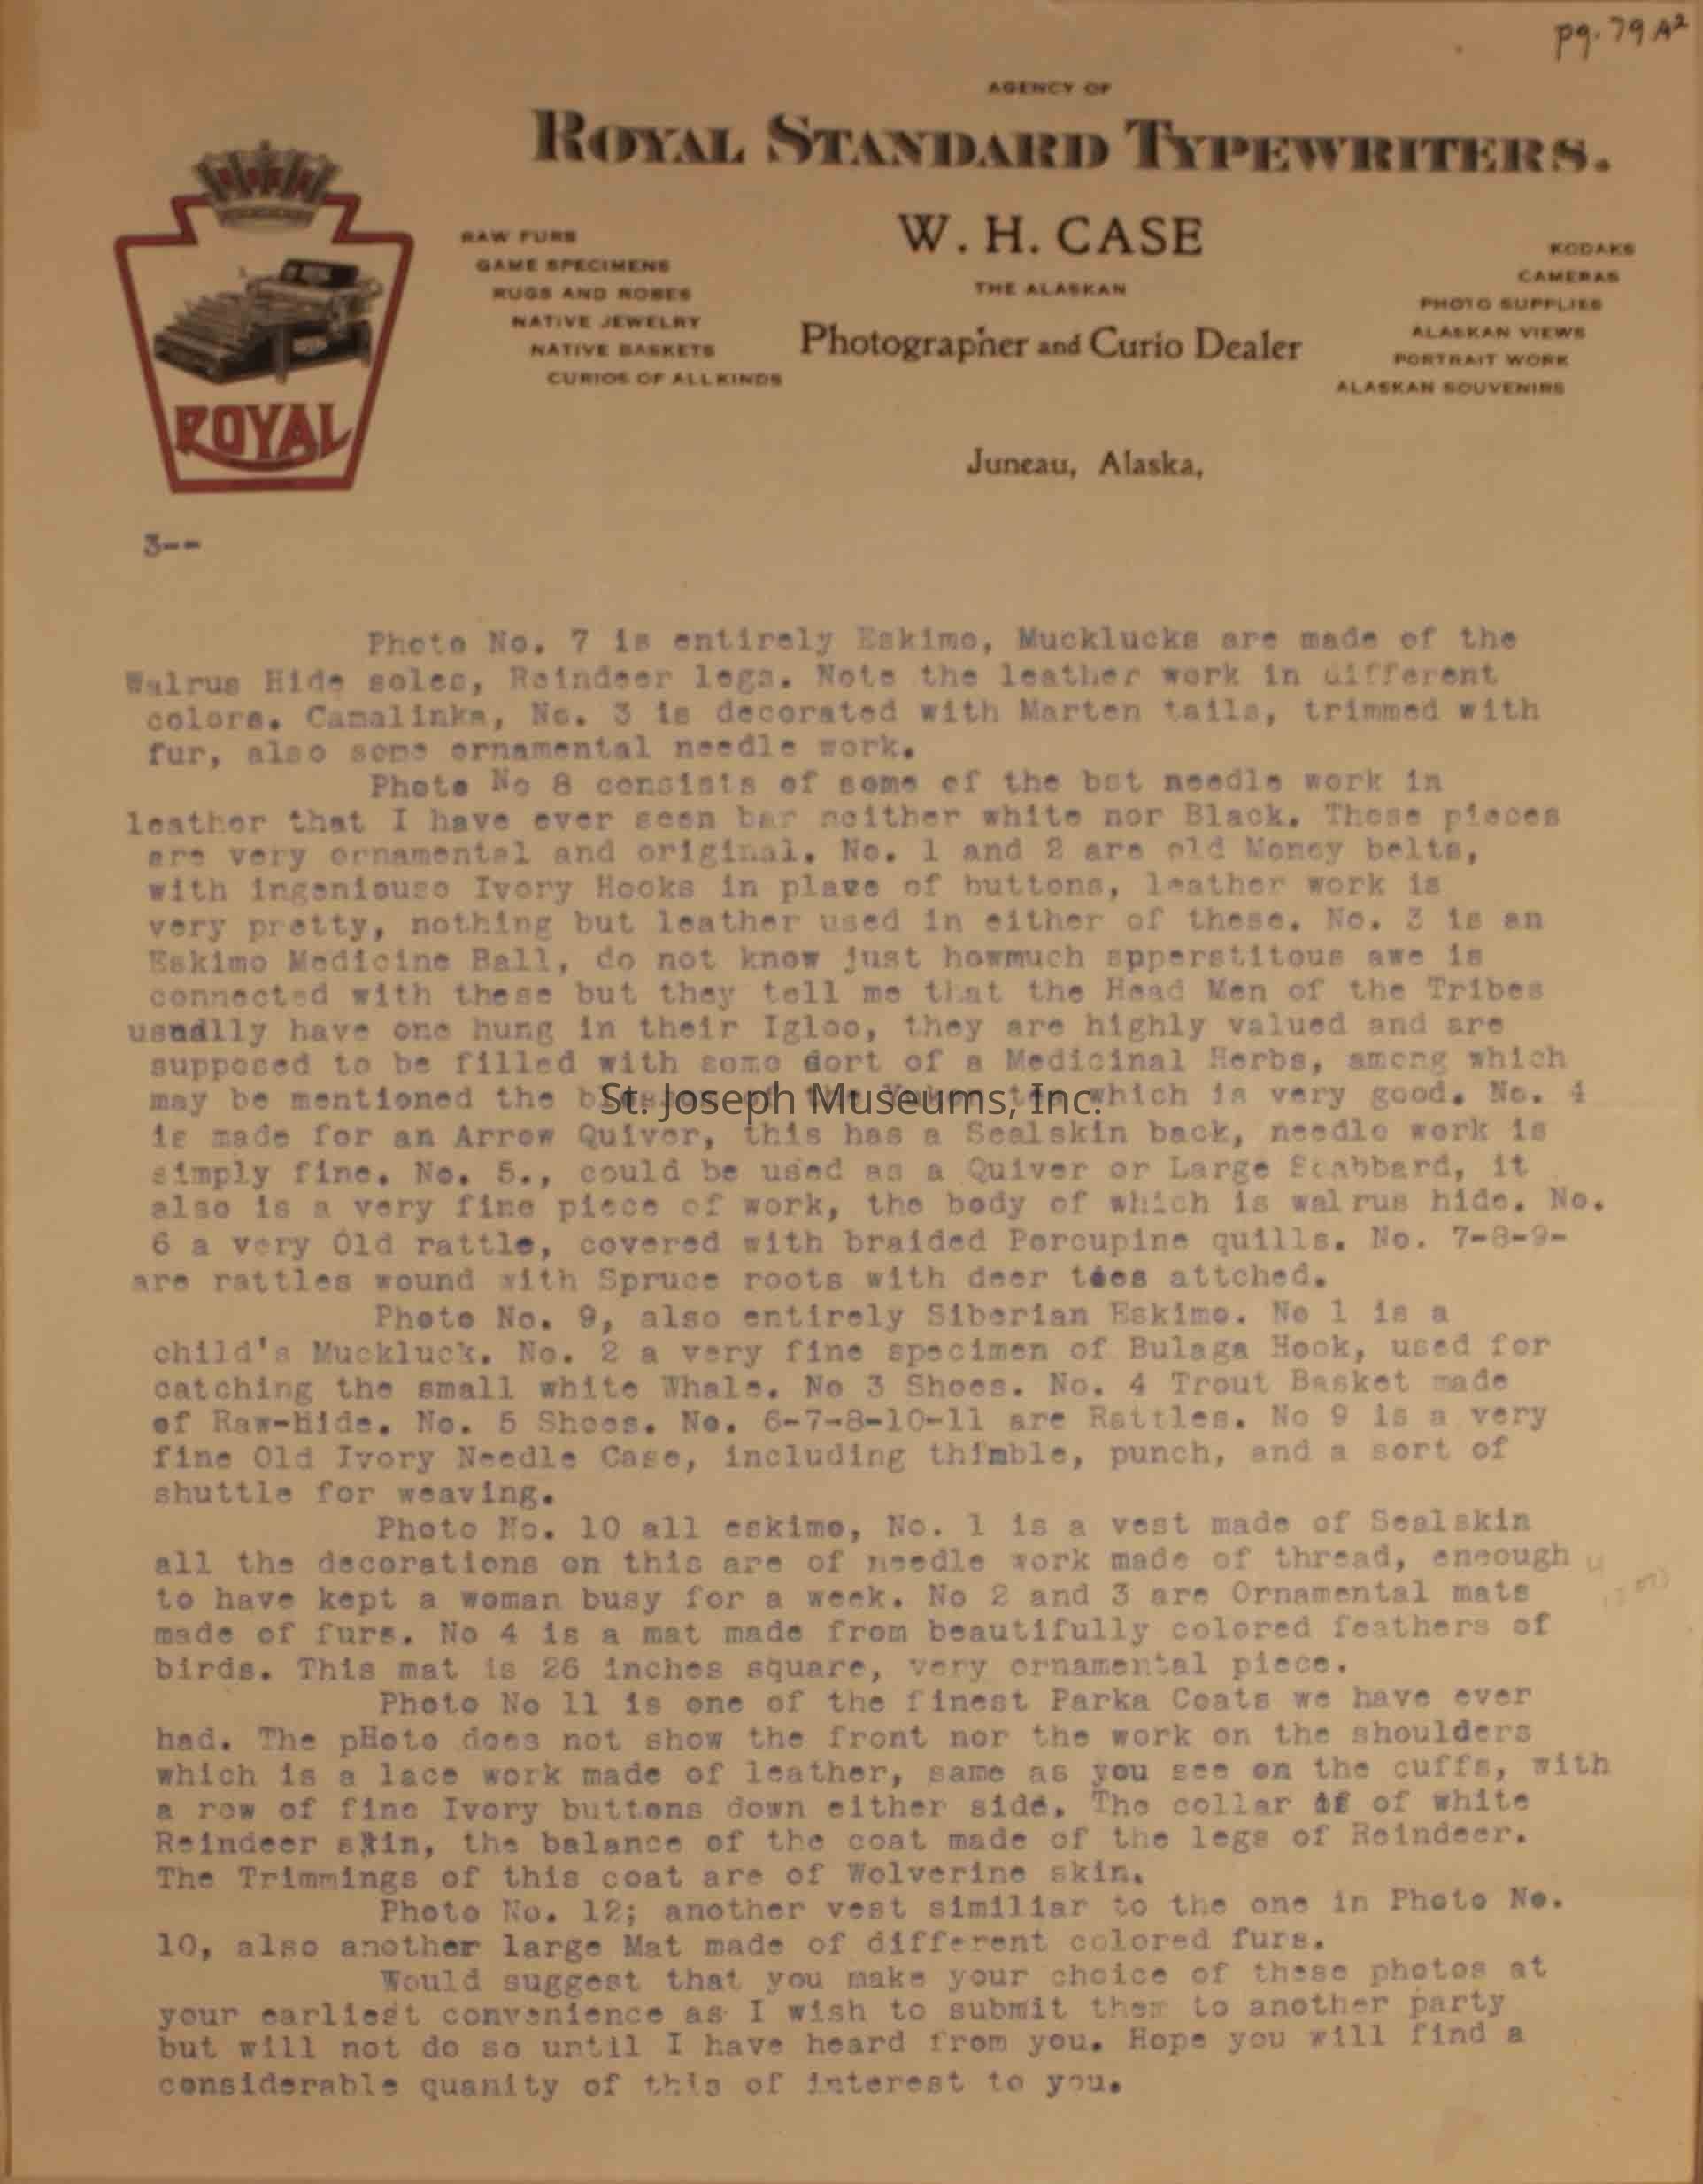 pg. 79 A2
AGENCY OF
ROYAL STANDARD TYPEWRITERS.
W. H. CASE
THE ALASKAN
Photographer and Curio Dealer
RAW FURS
GAME SPECIMENS
RUGS AND ROBES
NATIVE JEWELRY
NATIVE BASKETS
CURIOS OF ALL KINDS
KODAKS
CAMERAS
PHOTO SUPPLIES
ALASKAN VIEWS
PORTRAIT WORK
ALASKAN SOUVENIRS
ROYAL
Juneau, Alaska,
3--
Photo No. 7 is entirely Eskimo, Mucklucks are made of the
Walrus Hide soles, Reindeer legs. Note the leather work in different
colors. Camalinka, No. 3 is decorated with Marten tails, trimmed with
fur, also some ornamental needle work.
Photo No 8 consists of some of the bst needle work in
leather that I have ever seen bar neither white nor Black. These pieces
are very ornamental and original. No. 1 and 2 are old Money belts,
with ingeniouse Ivory Hooks in plave of buttons, leather work is
very pretty, nothing but leather used in either of these. No. 3 is an
Eskimo Medicine Ball, do not know just howmuch spperstitous awe is
connected with these but they tell me that the Head Men of the Tribes
usually have one hung in their Igloo, they are highly valued and are
supposed to be filled with some dort of a Medicinal Herbs, among which
may be mentioned the which is very good. No. 4
St. Joseph Museums, Inc.
is made for an Arrow Quiver, this has a Sealskin back, needle work is
simply fine. No. 5., could be used as a Quiver or Large Scabbard, it
also is a very fine piece of work, the body of which is walrus hide. No.
6 a very Old rattle, covered with braided Porcupine quills. No. 7-8-9-
are rattles wound with Spruce roots with deer toes attched.
Photo No. 9, also entirely Siberian Eskimo. No 1 is a
child's Muckluck. No. 2 a very fine specimen of Bulaga Hook, used for
catching the small white Whale. No 3 Shoes. No. 4 Trout Basket made
of Raw-Hide. No. 5 Shoes. No. 6-7-8-10-11 are Rattles. No 9 is a very
fine Old Ivory Needle Case, including thimble, punch, and a sort of
shuttle for weaving.
Photo No. 10 all eskimo, No. 1 is a vest made of Sealskin
all the decorations on this are of needle work made of thread, eneough
to have kept a woman busy for a week. No 2 and 3 are Ornamental mats
made of furs. No 4 is a mat made from beautifully colored feathers of
birds. This mat is 26 inches square, very ornamental piece.
Photo No 11 is one of the finest Parka Coats we have ever
had. The pHoto does not show the front nor the work on the shoulders
which is a lace work made of leather, same as you see on the cuffs, with
a row of fine Ivory buttons down either side. The collar of white
Reindeer skin, the balance of the coat made of the legs of Reindeer.
The Trimmings of this coat are of Wolverine skin.
Photo No. 12; another vest similiar to the one in Photo No.
10, also another large Mat made of different colored furs.
Would suggest that you make your choice of these photos at
your earliest convenience as I wish to submit them to another party
but will not do so until I have heard from you. Hope you will find a
considerable quanity of this of interest to you.